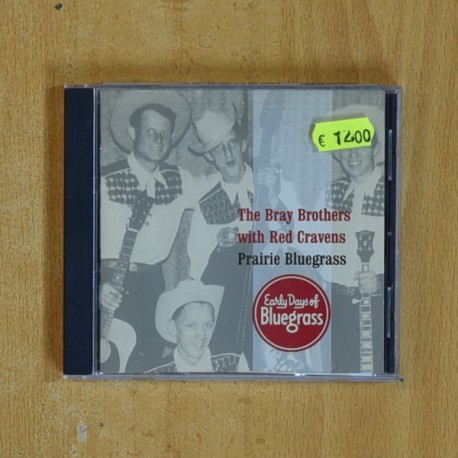 € 12.00
The Bray Brothers
with Red Cravens
Prairie Bluegrass
Early Days of
Bluegrass